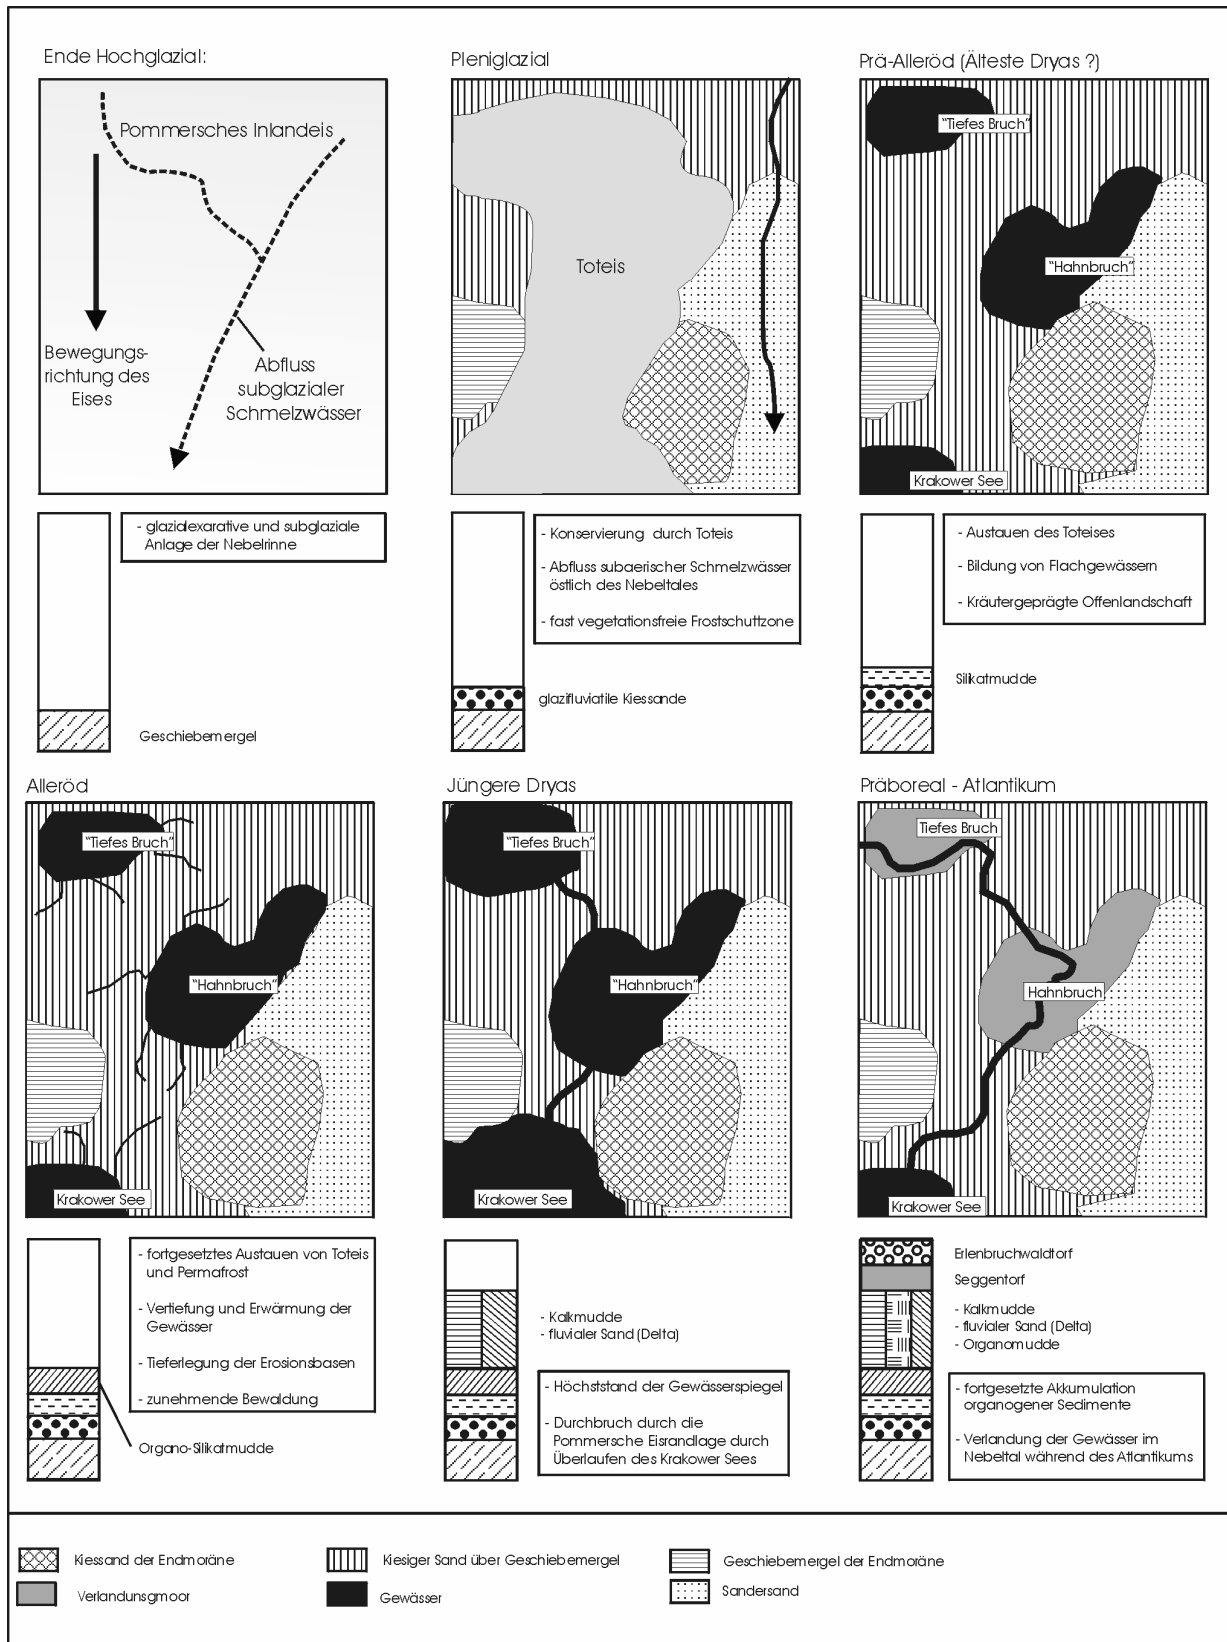 Ende Hochglazial:
Pommersches Inlandeis
Bewegungs-
richtung des
Eises
Abfluss
subglazialer
Schmelzwässer
- glazialexarative und subglaziale
Anlage der Nebelrinne
Geschiebemergel
Pleniglazial
Toteis
- Konservierung durch Toteis
- Abfluss subaerischer Schmelzwässer
östlich des Nebeltales
- fast vegetationsfreie Frostschuttzone
glazifluviatile Kiessande
Prä-Alleröd (Älteste Dryas ?)
"Tiefes Bruch"
"Hahnbruch"
Krakower See
- Austauen des Toteises
- Bildung von Flachgewässern
- Kräutergeprägte Offenlandschaft
Silikatmudde
Alleröd
"Tiefes Bruch"
"Hahnbruch"
Krakower See
- fortgesetztes Austauen von Toteis
und Permafrost
- Vertiefung und Erwärmung der
Gewässer
- Tieferlegung der Erosionsbasen
- zunehmende Bewaldung
Organo-Silikatmudde
Jüngere Dryas
"Tiefes Bruch"
"Hahnbruch"
Krakower See
- Kalkmudde
- fluvialer Sand (Delta)
- Höchststand der Gewässerspiegel
- Durchbruch durch die
Pommersche Eisrandlage durch
Überlaufen des Krakower Sees
Präboreal - Atlantikum
Tiefes Bruch
Hahnbruch
Krakower See
Erlenbruchwaldtorf
Seggentorf
- Kalkmudde
- fluvialer Sand (Delta)
- Organomudde
- fortgesetzte Akkumulation
organogener Sedimente
- Verlandung der Gewässer im
Nebeltal während des Atlantikums
Kiessand der Endmoräne
Kiesiger Sand über Geschiebemergel
Geschiebemergel der Endmoräne
Verlandunsgmoor
Gewässer
Sandersand